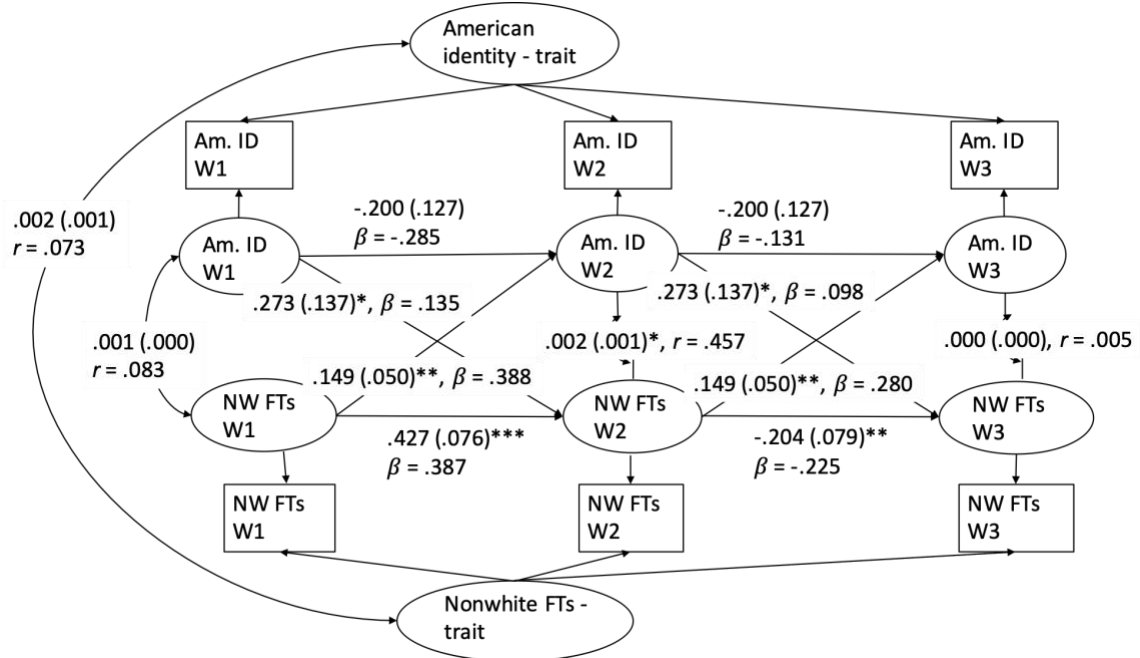 American
identity - trait
Am. ID
W1
Am. ID
W2
Am. ID
W3
.002 (.001)
r = .073
-.200 (.127)
β = -.285
-.200 (.127)
β = -.131
Am. ID
W1
Am. ID
W2
Am. ID
W3
.273 (.137)*, β = .135
.273 (.137)*, β = .098
.001 (.000)
r = .083
.002 (.001)*, r = .457
.000 (.000), r = .005
.149 (.050)**, β = .388
.149 (.050)**, β = .280
NW FTs
W1
NW FTs
W2
NW FTs
W3
.427 (.076)***
β = .387
-.204 (.079)**
β = -.225
NW FTs
W1
NW FTs
W2
NW FTs
W3
Nonwhite FTs -
trait